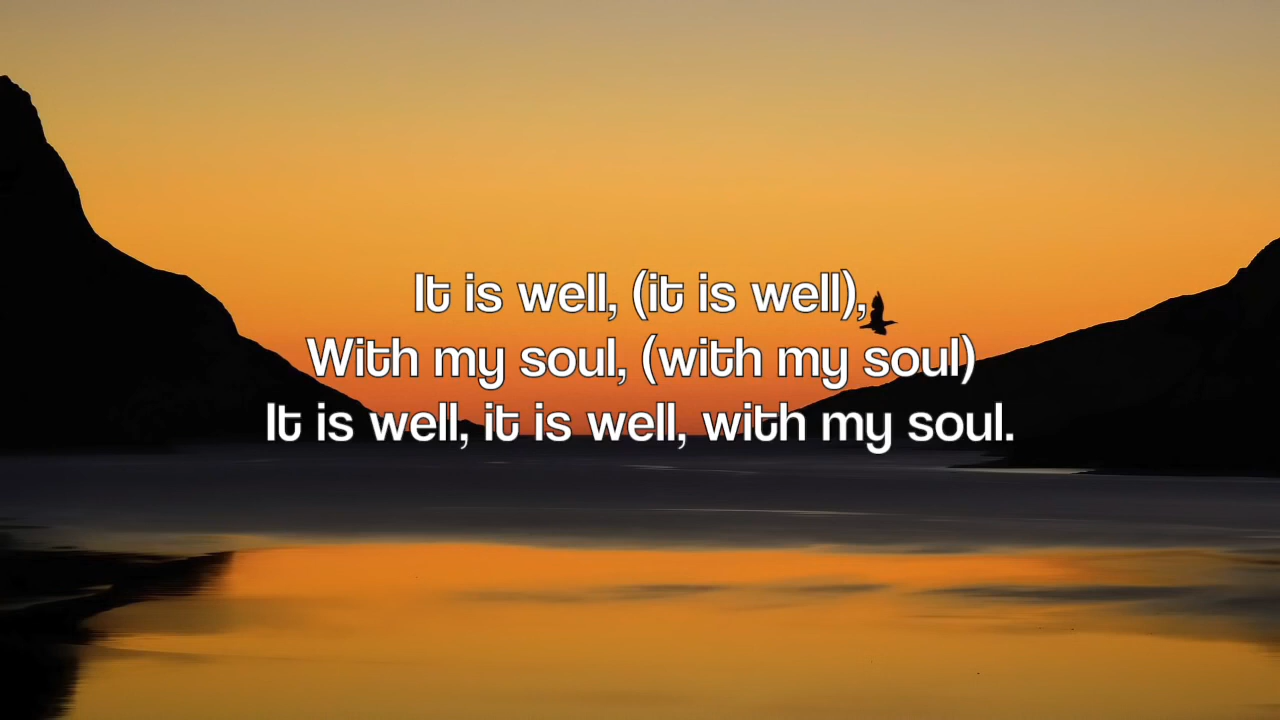 It is well, (it is well),
With my soul, (with my soul)
It is well, it is well, with my soul.